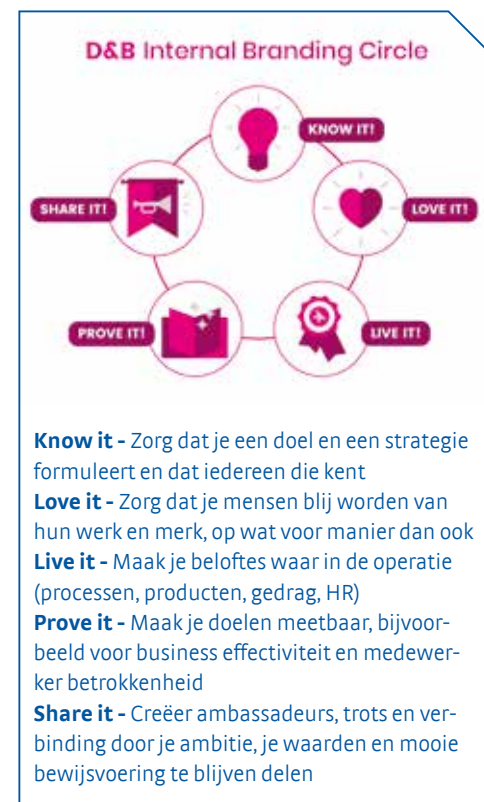 D&B Internal Branding Circle
KNOW IT!
LOVE IT!
LIVE IT!
PROVE IT!
SHARE IT!
Know it - Zorg dat je een doel en een strategie
formuleert en dat iedereen die kent
Love it - Zorg dat je mensen blij worden van
hun werk en merk, op wat voor manier dan ook
Live it - Maak je beloftes waar in de operatie
(processen, producten, gedrag, HR)
Prove it - Maak je doelen meetbaar, bijvoor-
beeld voor business effectiviteit en medewer-
ker betrokkenheid
Share it - Creëer ambassadeurs, trots en ver-
binding door je ambitie, je waarden en mooie
bewijsvoering te blijven delen